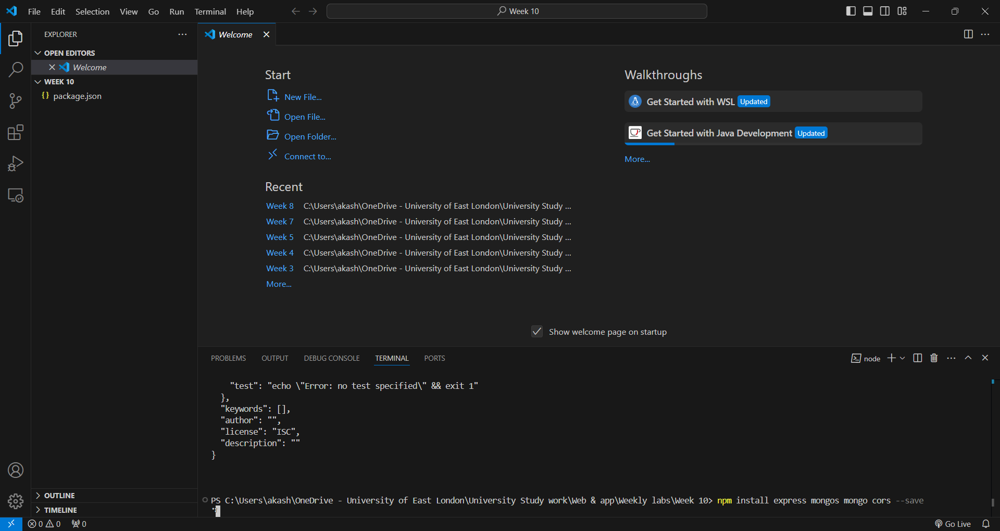 File Edit Selection View Go Run Terminal Help
Week 10
EXPLORER
OPEN EDITORS
Welcome
WEEK 10
{} package.json
OUTLINE
TIMELINE
Welcome
Start
New File...
Open File...
Open Folder...
Connect to...
Recent
Week 8 C:\Users\akash\OneDrive - University of East London\University Study ...
Week 7 C:\Users\akash\OneDrive - University of East London\University Study ...
Week 5 C:\Users\akash\OneDrive - University of East London\University Study ...
Week 4 C:\Users\akash\OneDrive - University of East London\University Study ...
Week 3 C:\Users\akash\OneDrive - University of East London\University Study ...
More...
Walkthroughs
Get Started with WSL Updated
Get Started with Java Development Updated
More...
Show welcome page on startup
PROBLEMS OUTPUT DEBUG CONSOLE TERMINAL PORTS
node
"test": "echo \"Error: no test specified\" && exit 1"
},
"keywords": [],
"author": "",
"license": "ISC",
"description": ""
}
PS C:\Users\akash\OneDrive - University of East London\University Study work\Web & app\Weekly labs\Week 10> npm install express mongos mongo cors --save
0 0 0
Go Live